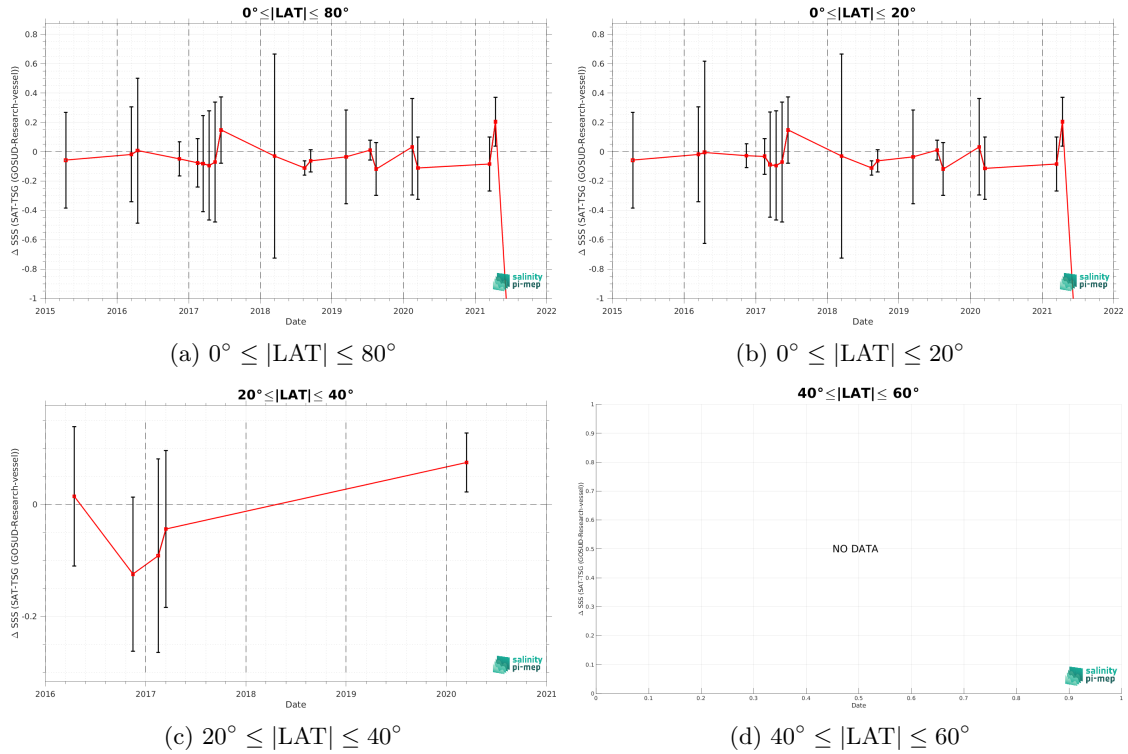 0°≤|LAT|≤ 80°
Δ SSS (SAT-TSG (GOSUD-Research-vessel))
0.8
0.6
0.4
0.2
0
-0.2
-0.4
-0.6
-0.8
-1
2015 2016 2017 2018 2019 2020 2021 2022
Date
salinity
pi-mep
(a) 0° ≤ |LAT| ≤ 80°
0°≤|LAT|≤ 20°
Δ SSS (SAT-TSG (GOSUD-Research-vessel))
0.8
0.6
0.4
0.2
0
-0.2
-0.4
-0.6
-0.8
-1
2015 2016 2017 2018 2019 2020 2021 2022
Date
salinity
pi-mep
(b) 0° ≤ |LAT| ≤ 20°
20°≤|LAT|≤ 40°
Δ SSS (SAT-TSG (GOSUD-Research-vessel))
0
-0.2
2016 2017 2018 2019 2020 2021
Date
salinity
pi-mep
(c) 20° ≤ |LAT| ≤ 40°
40°≤|LAT|≤ 60°
Δ SSS (SAT-TSG (GOSUD-Research-vessel))
1
0.9
0.8
0.7
0.6
0.5
0.4
0.3
0.2
0.1
0
NO DATA
0 0.1 0.2 0.3 0.4 0.5 0.6 0.7 0.8 0.9 1
Date
salinity
pi-mep
(d) 40° ≤ |LAT| ≤ 60°